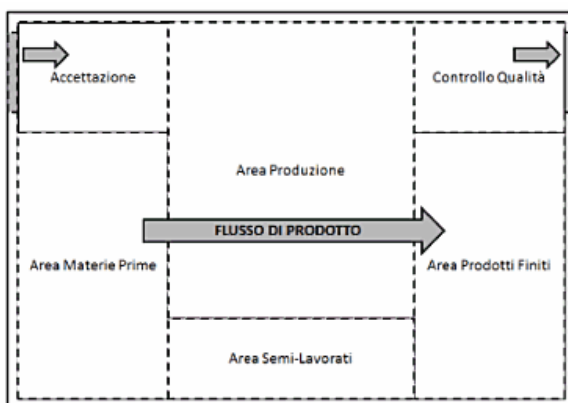 Accettazione
Controllo Qualità
Area Produzione
FLUSSO DI PRODOTTO
Area Materie Prime
Area Prodotti Finiti
Area Semi-Lavorati